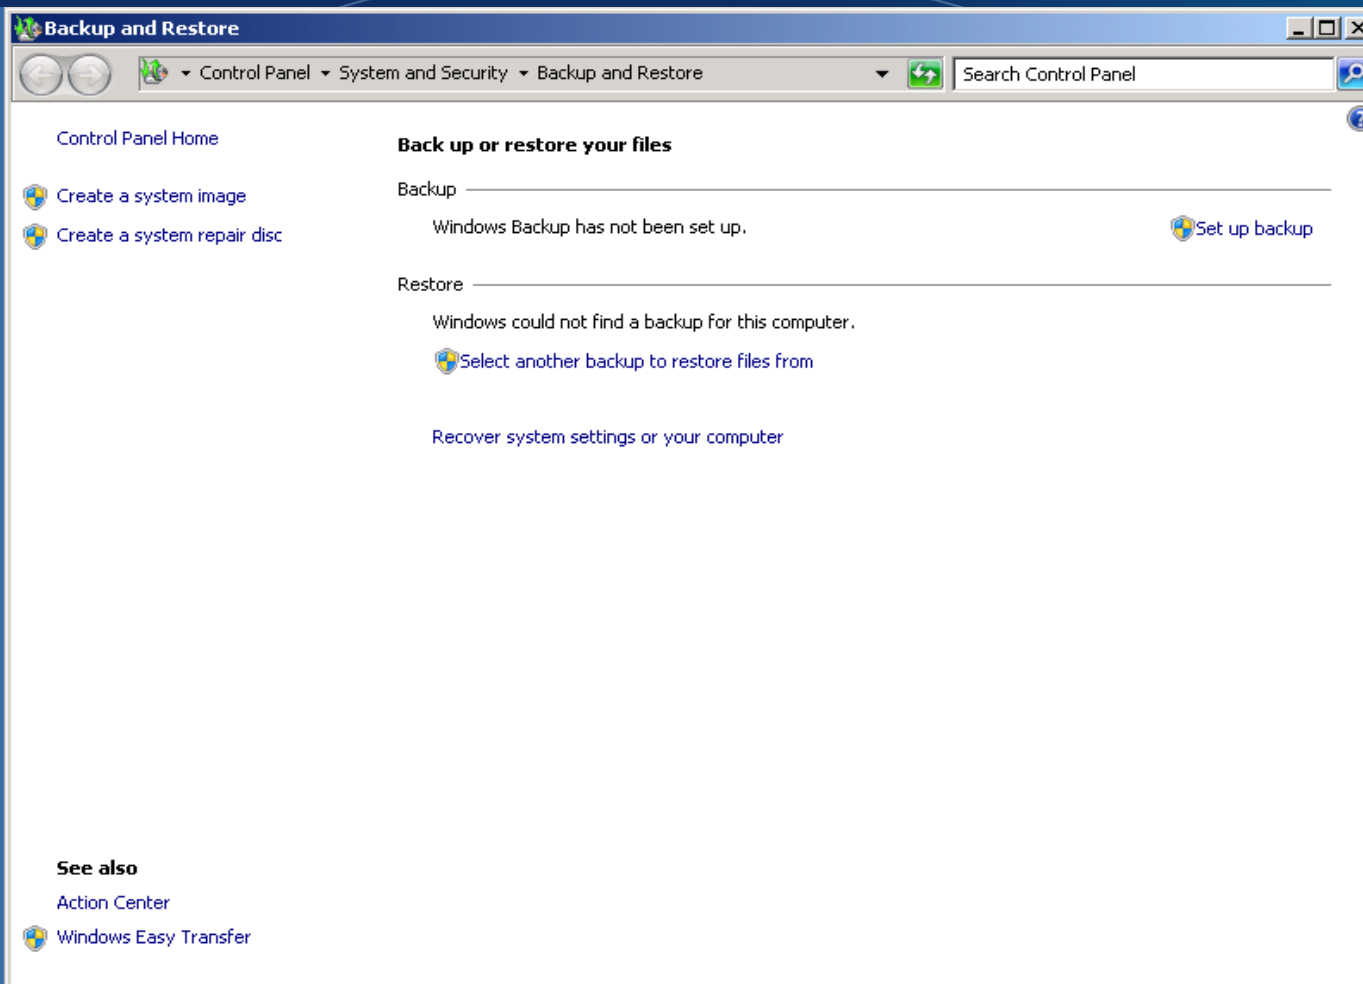 Backup and Restore
Control Panel System and Security Backup and Restore Search Control Panel
Control Panel Home
Create a system image
Create a system repair disc
Back up or restore your files
Backup
Windows Backup has not been set up. Set up backup
Restore
Windows could not find a backup for this computer.
Select another backup to restore files from
Recover system settings or your computer
See also
Action Center
Windows Easy Transfer